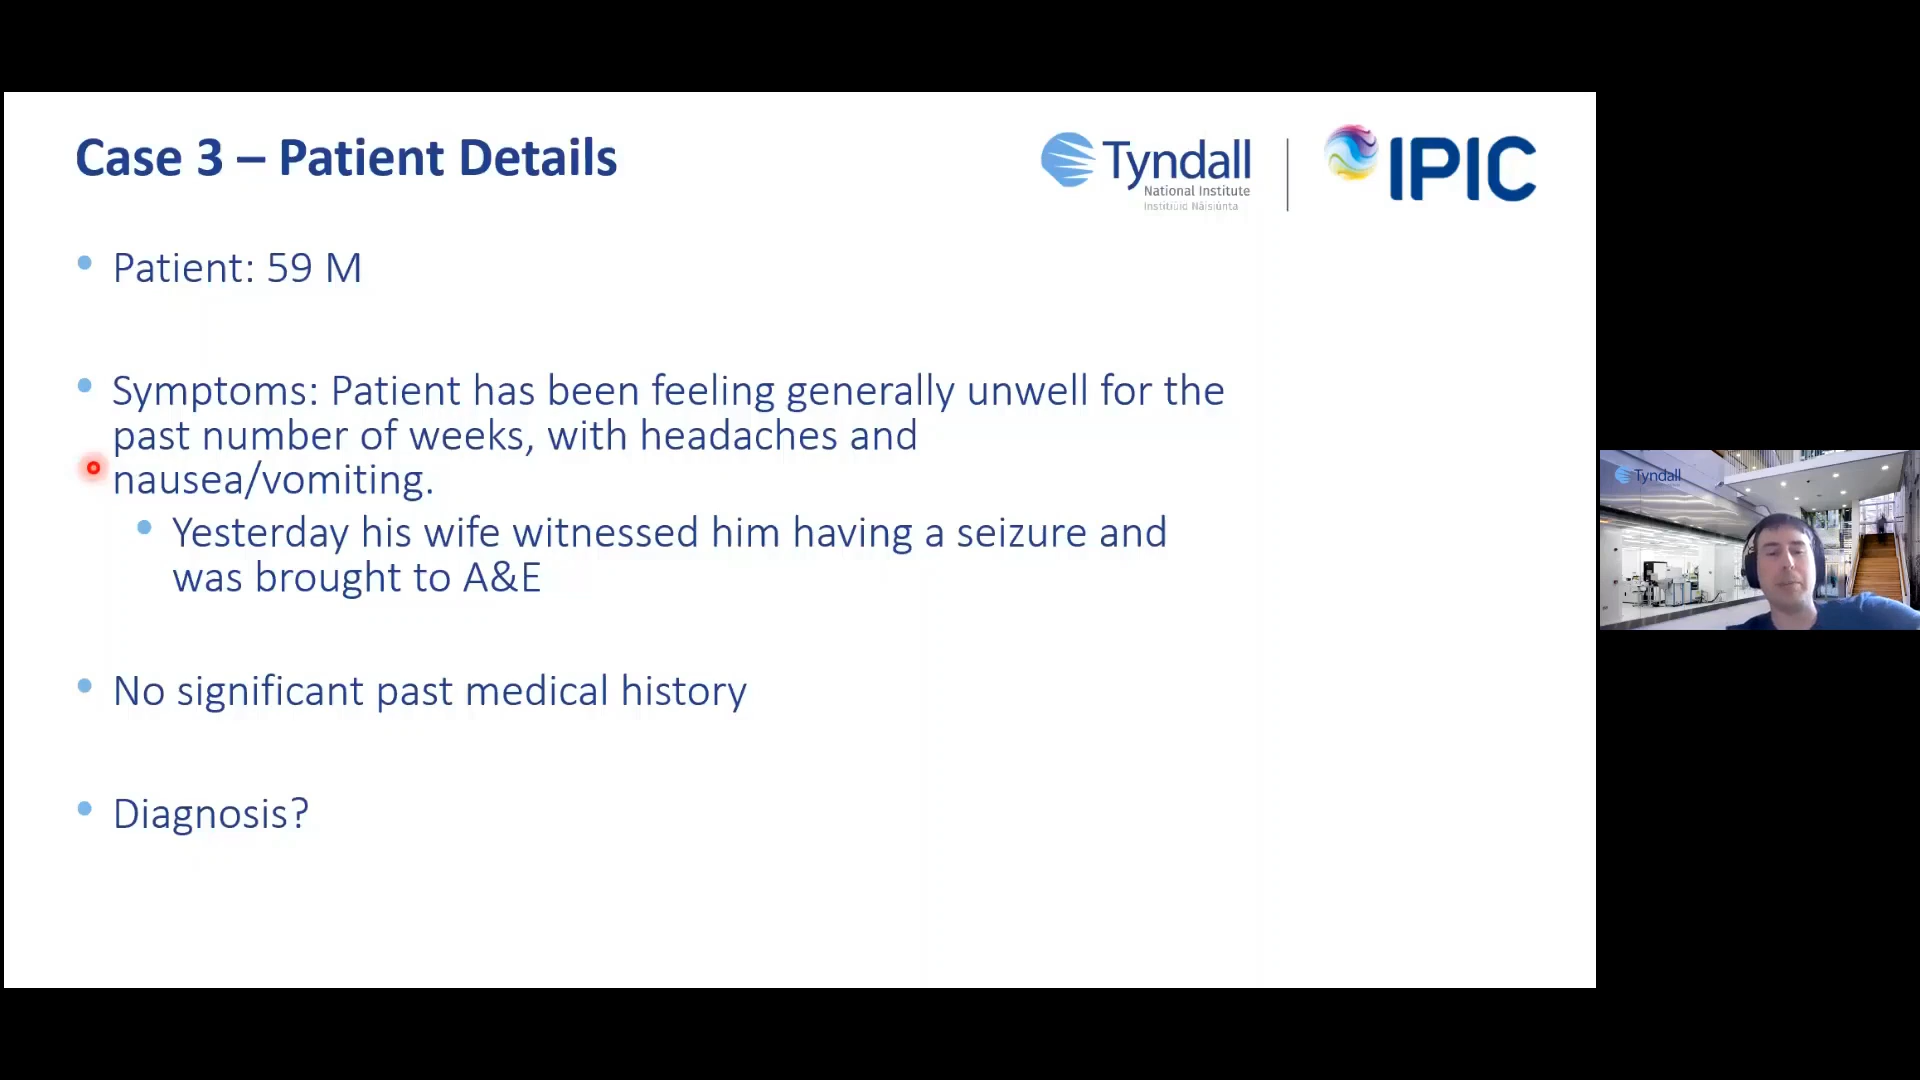 Case 3 – Patient Details
Tyndall
National Institute
Institiúid Náisiúnta
IPIC
• Patient: 59 M
• Symptoms: Patient has been feeling generally unwell for the
past number of weeks, with headaches and
nausea/vomiting.
• Yesterday his wife witnessed him having a seizure and
was brought to A&E
• No significant past medical history
• Diagnosis?
Tyndall